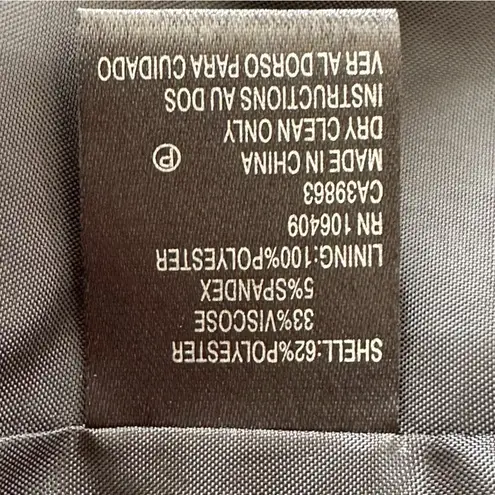 SHELL:62%POLYESTER
33%VISCOSE
5%SPANDEX
LINING:100%POLYESTER
RN 106409
CA39863
MADE IN CHINA P
DRY CLEAN ONLY
INSTRUCTIONS AU DOS
VER AL DORSO PARA CUIDADO